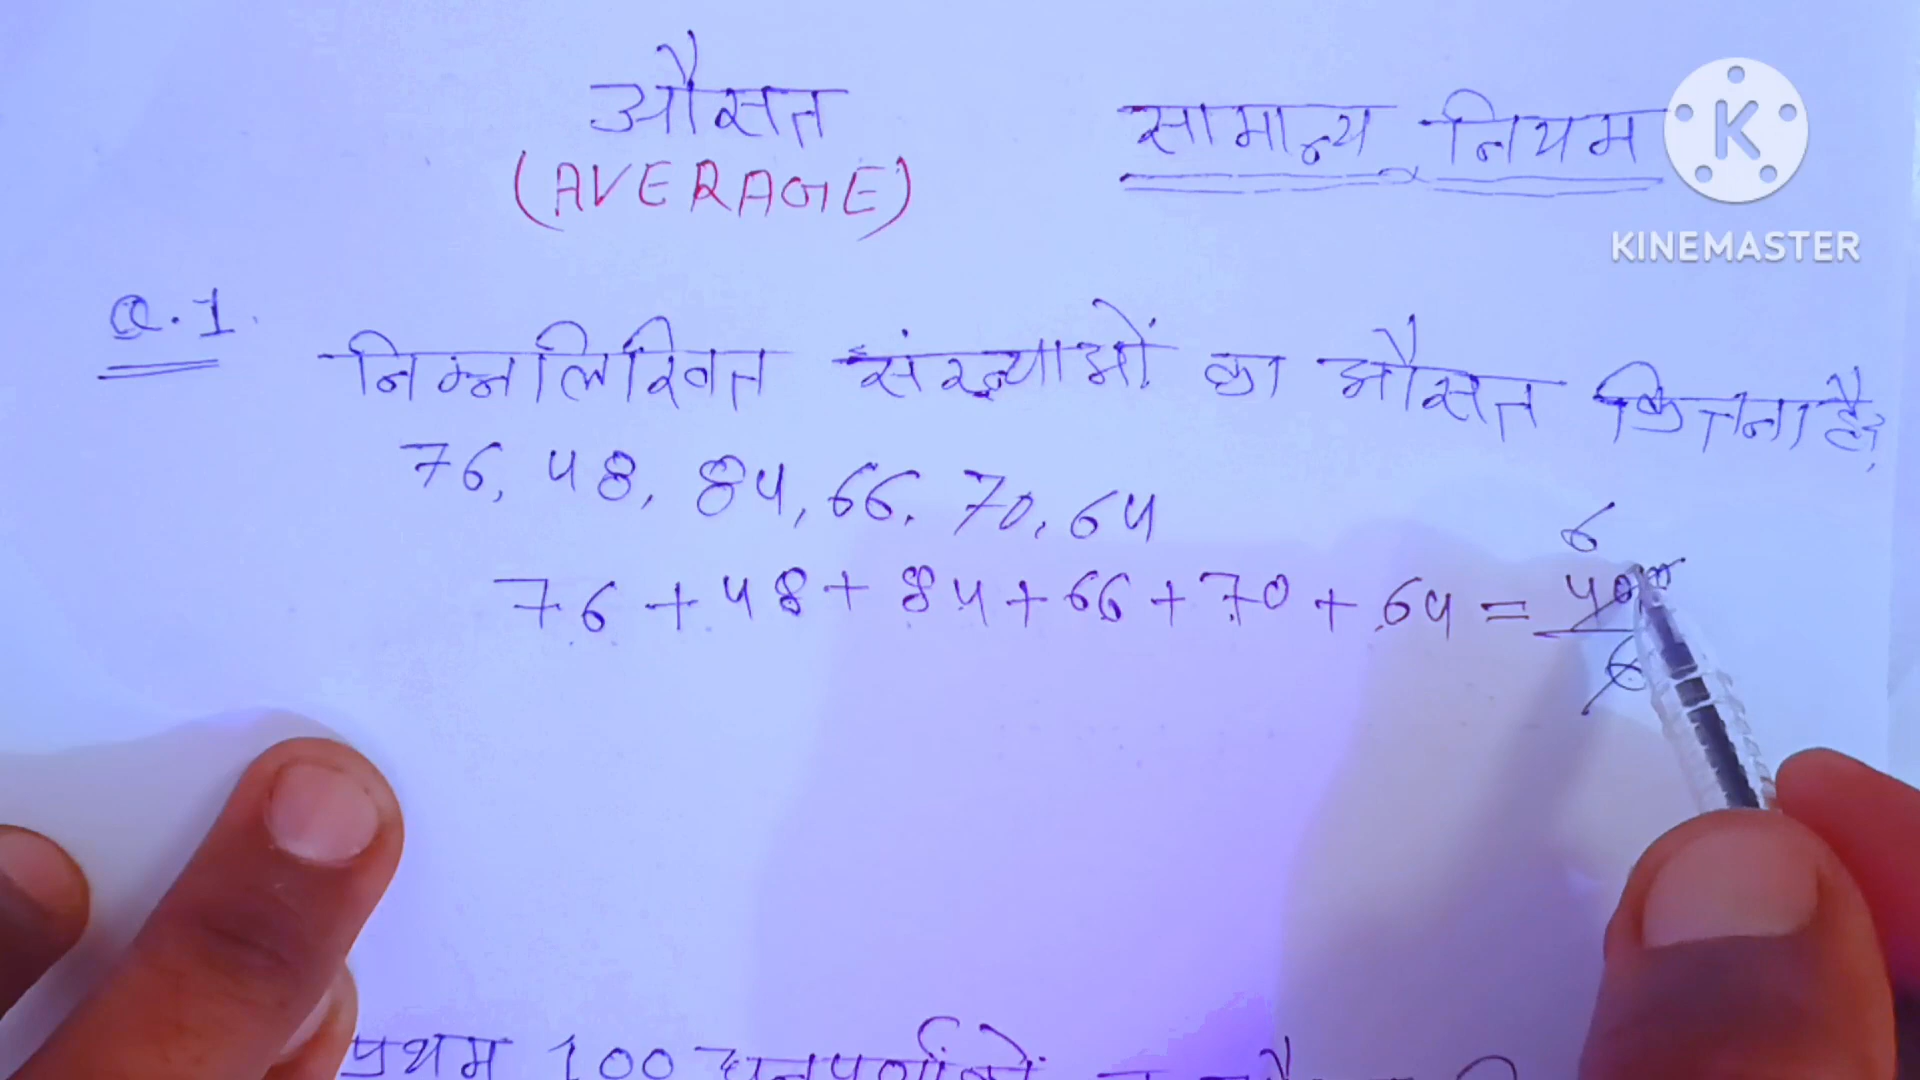 औसत
(AVERAGE)
सामान्य नियम
KINEMASTER
Q.1.
निम्नलिखित संख्याओं का औसत कितना है?
76, 48, 84, 66, 70, 64
6
76 + 48 + 84 + 66 + 70 + 64 =
6
प्रथम 100